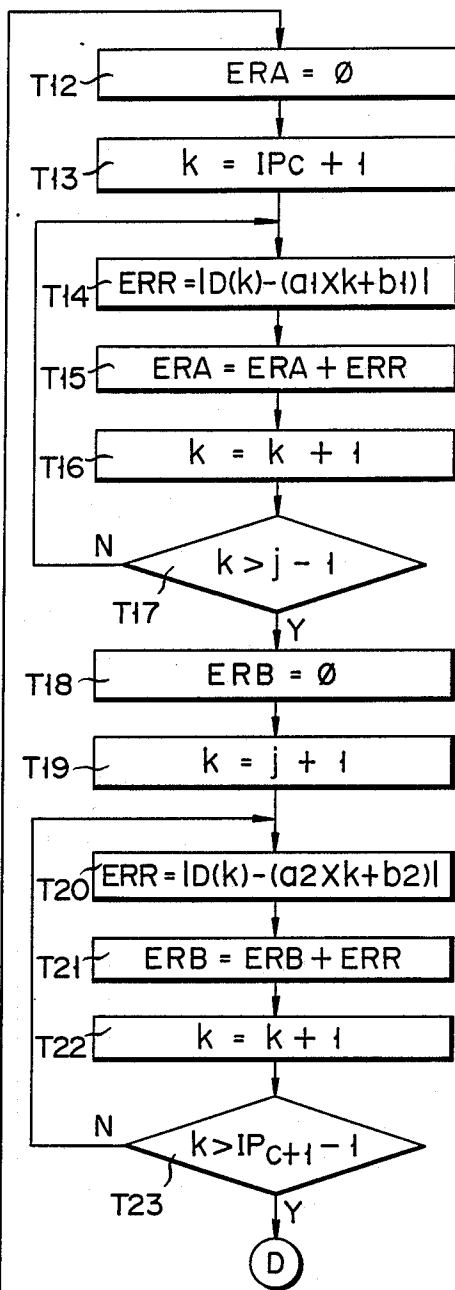 T12 ERA = Ø
T13 k = IPc + 1
T14 ERR=|D(k)-(a1Xk+b1)|
T15 ERA = ERA + ERR
T16 k = k + 1
N
T17 k > j - 1
Y
T18 ERB = Ø
T19 k = j + 1
T20 ERR=|D(k)-(a2Xk+b2)|
T21 ERB = ERB + ERR
T22 k = k + 1
N
k>IPc+1 - 1
T23
Y
D